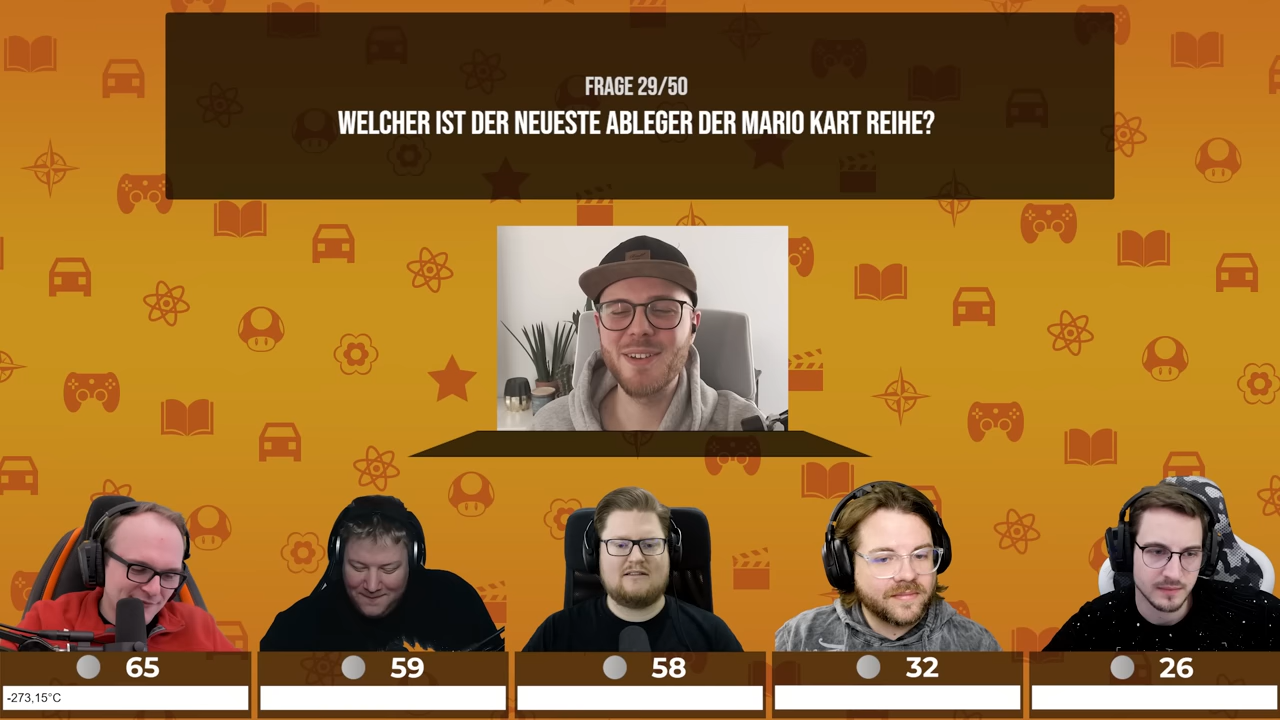 FRAGE 29/50
WELCHER IST DER NEUESTE ABLEGER DER MARIO KART REIHE?
65
59
58
32
26
-273,15°C